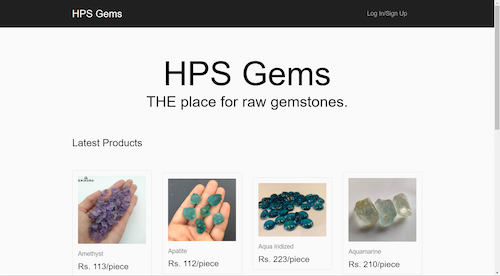 HPS Gems
Log In/Sign Up
HPS Gems
THE place for raw gemstones.
Latest Products
Amethyst
Rs. 113/piece
Apatite
Rs. 112/piece
Aqua Iridized
Rs. 223/piece
Aquamarine
Rs. 210/piece